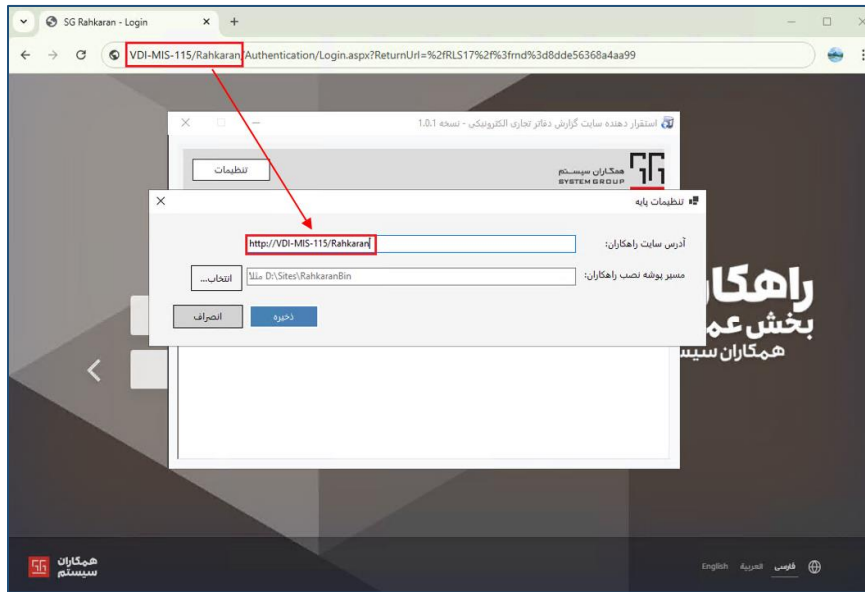 SG Rahkaran - Login
VDI-MIS-115/Rahkaran/Authentication/Login.aspx?ReturnUrl=%2fRLS17%2f%3frnd%3d8dde56368a4aa99
استقرار دهنده سایت گزارش دفاتر تجاری الکترونیکی - نسخه 1.0.1
همکاران سیستم
SYSTEM GROUP
تنظیمات
تنظیمات پایه
آدرس سایت راهکاران:
http://VDI-MIS-115/Rahkaran
مسیر پوشه نصب راهکاران:
مثلا D:\Sites\RahkaranBin
انتخاب...
ذخیره
انصراف
بخش
همکاران
همکاران
سیستم
فارسی
العربية
English